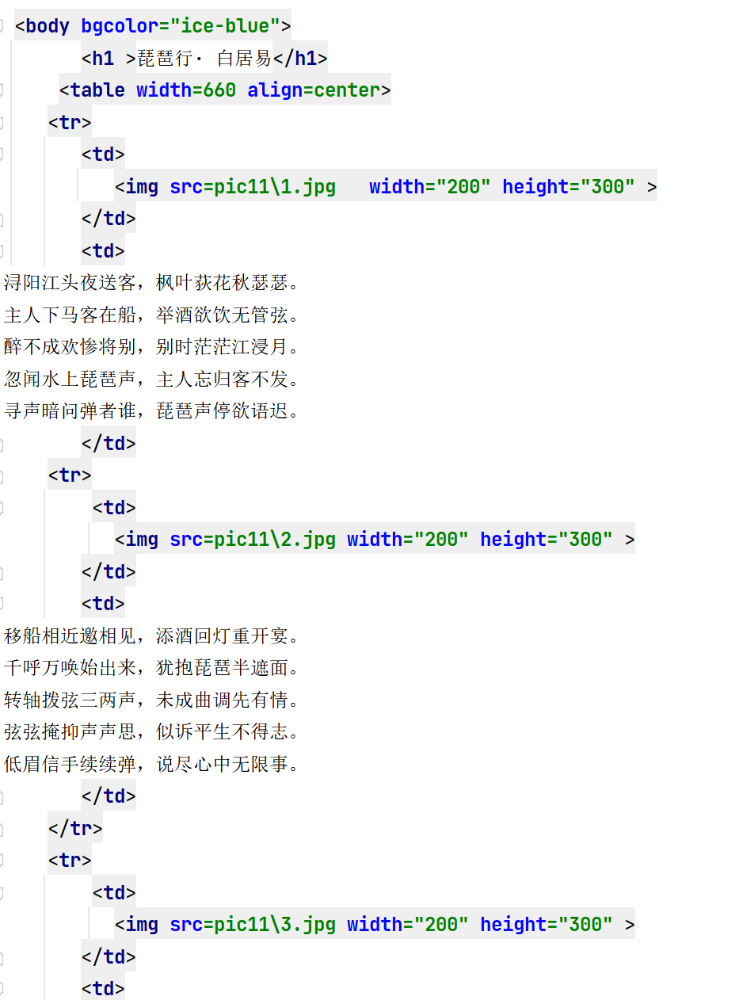 <body bgcolor="ice-blue">
<h1 >琵琶行· 白居易</h1>
<table width=660 align=center>
<tr>
<td>
<img src=pic11\1.jpg   width="200" height="300" >
</td>
<td>
浔阳江头夜送客，枫叶荻花秋瑟瑟。
主人下马客在船，举酒欲饮无管弦。
醉不成欢惨将别，别时茫茫江浸月。
忽闻水上琵琶声，主人忘归客不发。
寻声暗问弹者谁，琵琶声停欲语迟。
</td>
<tr>
<td>
<img src=pic11\2.jpg width="200" height="300" >
</td>
<td>
移船相近邀相见，添酒回灯重开宴。
千呼万唤始出来，犹抱琵琶半遮面。
转轴拨弦三两声，未成曲调先有情。
弦弦掩抑声声思，似诉平生不得志。
低眉信手续续弹，说尽心中无限事。
</td>
</tr>
<tr>
<td>
<img src=pic11\3.jpg width="200" height="300" >
</td>
<td>